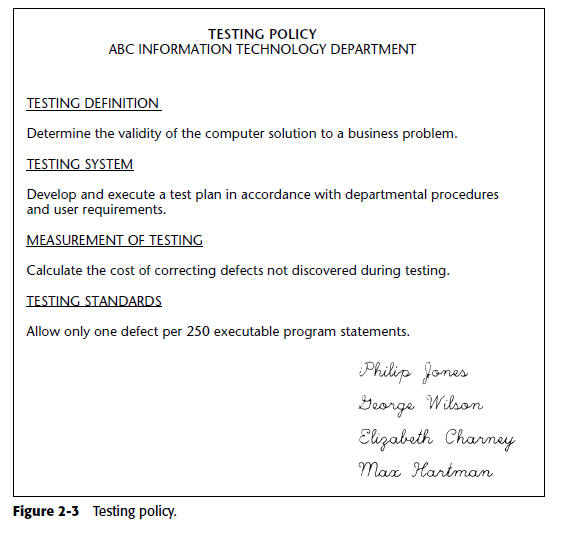 TESTING POLICY
ABC INFORMATION TECHNOLOGY DEPARTMENT
TESTING DEFINITION
Determine the validity of the computer solution to a business problem.
TESTING SYSTEM
Develop and execute a test plan in accordance with departmental procedures
and user requirements.
MEASUREMENT OF TESTING
Calculate the cost of correcting defects not discovered during testing.
TESTING STANDARDS
Allow only one defect per 250 executable program statements.
Philip Jones
George Wilson
Elizabeth Charney
Max Hartman
Figure 2-3 Testing policy.